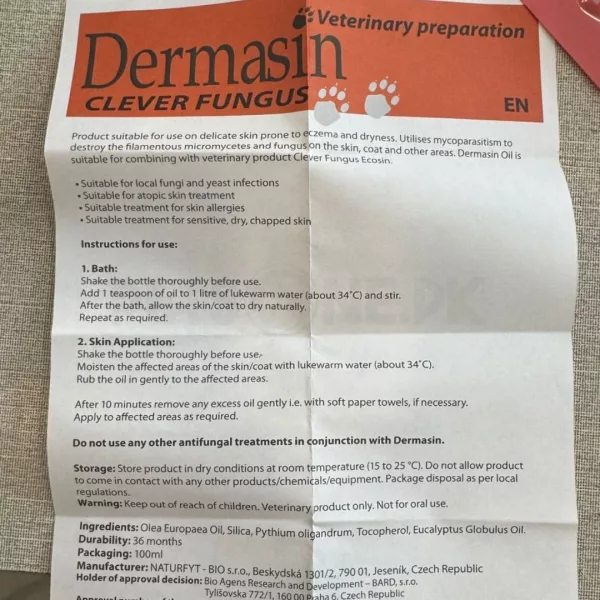 Veterinary preparation
Dermasin
CLEVER FUNGUS
EN
Product suitable for use on delicate skin prone to eczema and dryness. Utilises mycoparasitism to
destroy the filamentous micromycetes and fungus on the skin, coat and other areas. Dermasin Oil is
suitable for combining with veterinary product Clever Fungus Ecosin.
• Suitable for local fungi and yeast infections
• Suitable for atopic skin treatment
• Suitable treatment for skin allergies
• Suitable treatment for sensitive, dry, chapped skin
Instructions for use:
1. Bath:
Shake the bottle thoroughly before use.
Add 1 teaspoon of oil to 1 litre of lukewarm water (about 34°C) and stir.
After the bath, allow the skin/coat to dry naturally.
Repeat as required.
2. Skin Application:
Shake the bottle thoroughly before use.
Moisten the affected areas of the skin/coat with lukewarm water (about 34°C).
Rub the oil in gently to the affected areas.
After 10 minutes remove any excess oil gently i.e. with soft paper towels, if necessary.
Apply to affected areas as required.
Do not use any other antifungal treatments in conjunction with Dermasin.
Storage: Store product in dry conditions at room temperature (15 to 25 °C). Do not allow product
to come in contact with any other products/chemicals/equipment. Package disposal as per local
regulations.
Warning: Keep out of reach of children. Veterinary product only. Not for oral use.
Ingredients: Olea Europaea Oil, Silica, Pythium oligandrum, Tocopherol, Eucalyptus Globulus Oil.
Durability: 36 months
Packaging: 100ml
Manufacturer: NATURFYT - BIO s.r.o., Beskydská 1301/2, 790 01, Jeseník, Czech Republic
Holder of approval decision: Bio Agens Research and Development – BARD, s.r.o.
Tylišovska 772/1, 160 00 Praha 6, Czech Republic